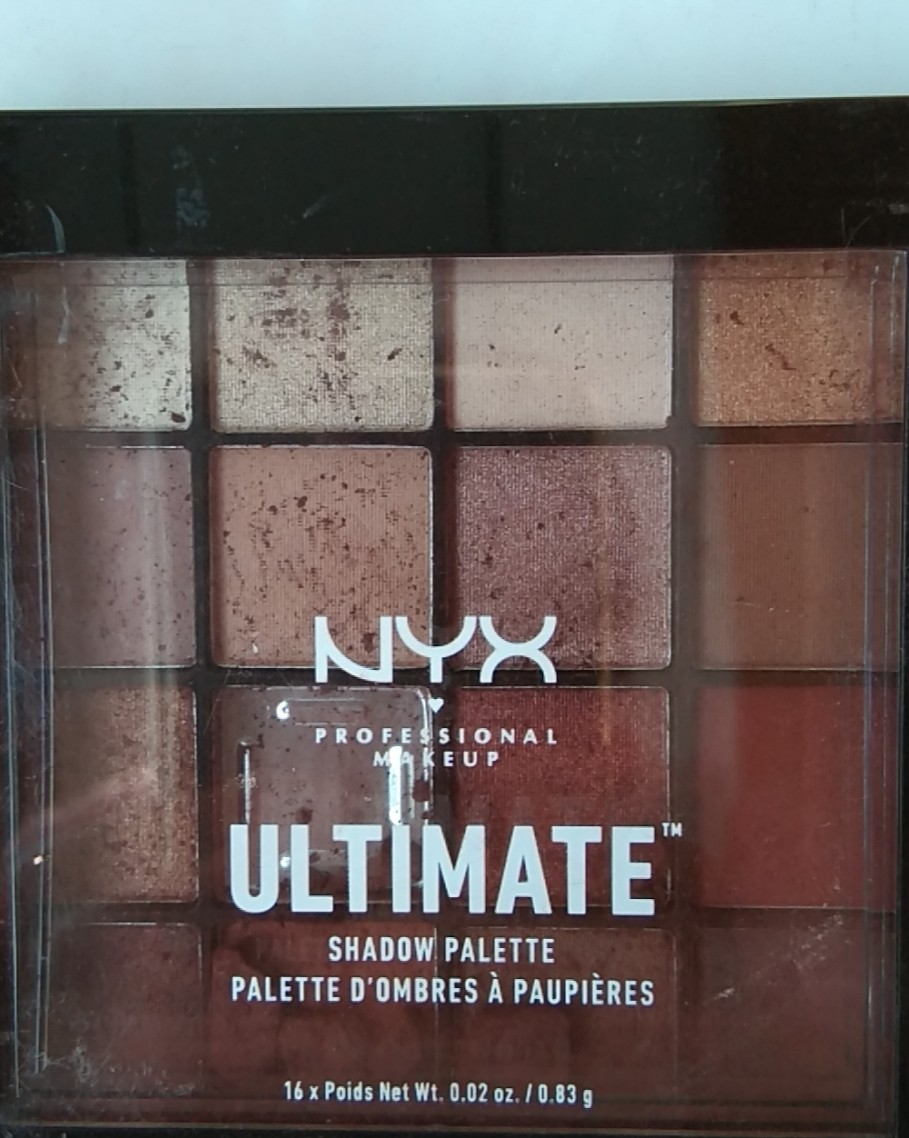 NYX
PROFESSIONAL
MAKEUP
ULTIMATE™
SHADOW PALETTE
PALETTE D'OMBRES À PAUPIÈRES
16 x Poids Net Wt. 0.02 oz. / 0.83 g